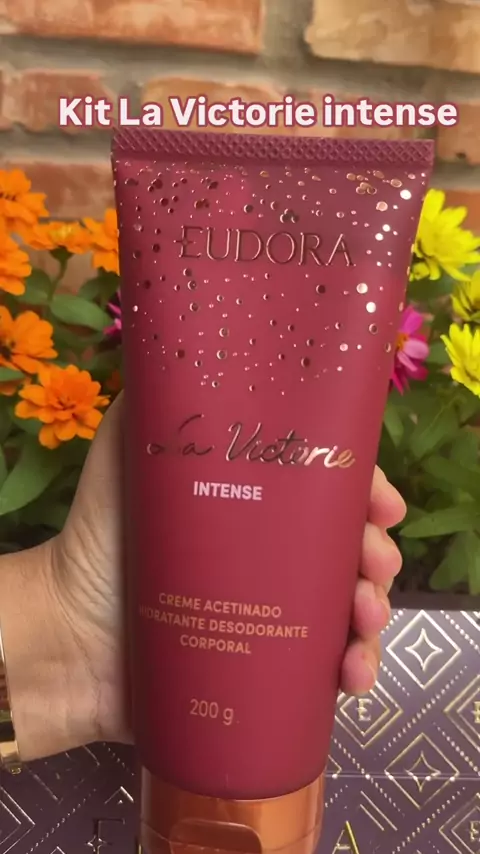 Kit La Victorie intense
EUDORA
La Victorie
INTENSE
CREME ACETINADO
HIDRATANTE DESODORANTE
CORPORAL
200 g